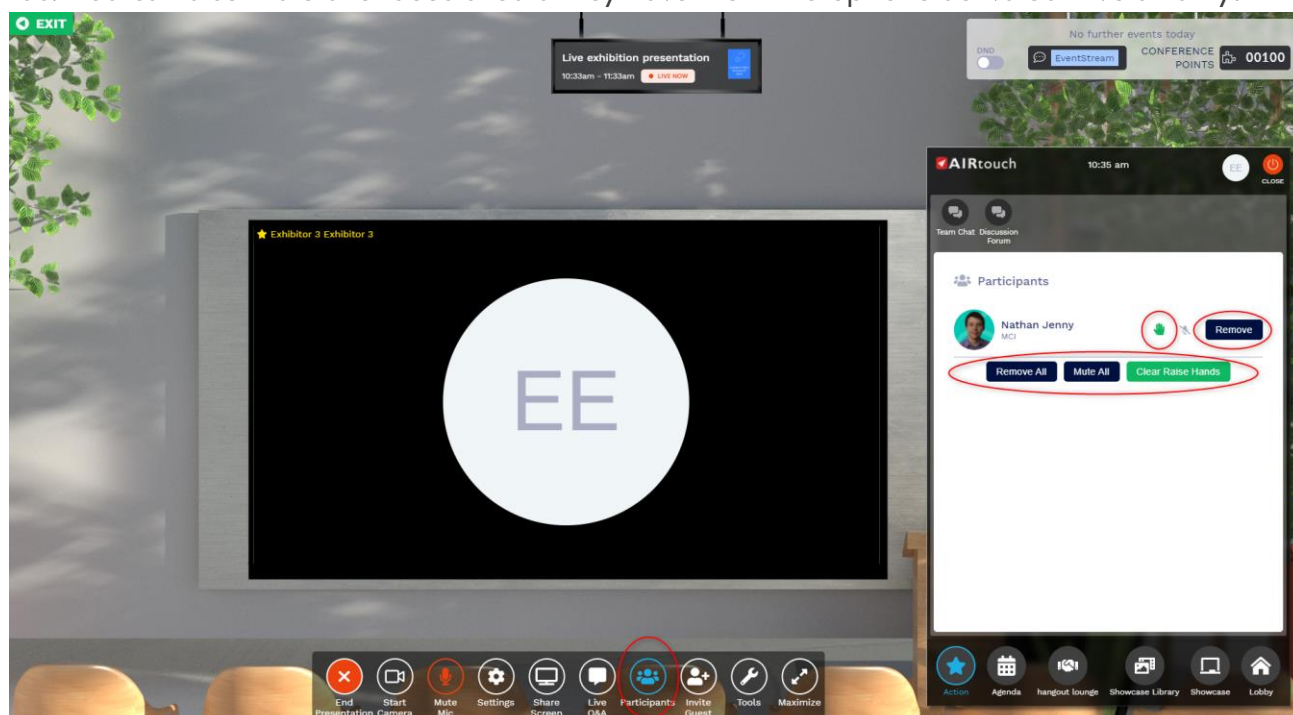 EXIT
Live exhibition presentation
10:33am – 11:33am LIVE NOW
No further events today
DND
EventStream
CONFERENCE POINTS
00100
AIRtouch
10:35 am
EE
CLOSE
Team Chat
Discussion Forum
Participants
Nathan Jenny
MCI
Remove
Remove All
Mute All
Clear Raise Hands
Exhibitor 3 Exhibitor 3
EE
End Presentation
Start Camera
Mute Mic
Settings
Share Screen
Live Q&A
Participants
Invite Guest
Tools
Maximize
Action
Agenda
hangout lounge
Showcase Library
Showcase
Lobby